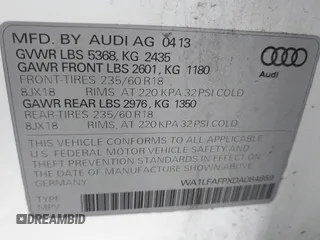 MFD. BY AUDI AG 04 13
GVWR LBS 5368, KG 2435
GAWR FRONT LBS 2601, KG 1180
FRONT-TIRES 235/60 R18
8JX18 RIMS, AT 220 KPA 32 PSI COLD
GAWR REAR LBS 2976, KG 1350
REAR-TIRES 235/60 R18
8JX18 RIMS, AT 220 KPA 32 PSI COLD
Audi
THIS VEHICLE CONFORMS TO ALL APPLICABLE
U.S. FEDERAL MOTOR VEHICLE SAFETY
BUMPER AND THEFT PREVENTION
STANDARDS IN EFFECT ON THE DATE OF
MANUFACTURE SHOWN ABOVE.
GERMANY
TYPE:
MPV
DREAMBID